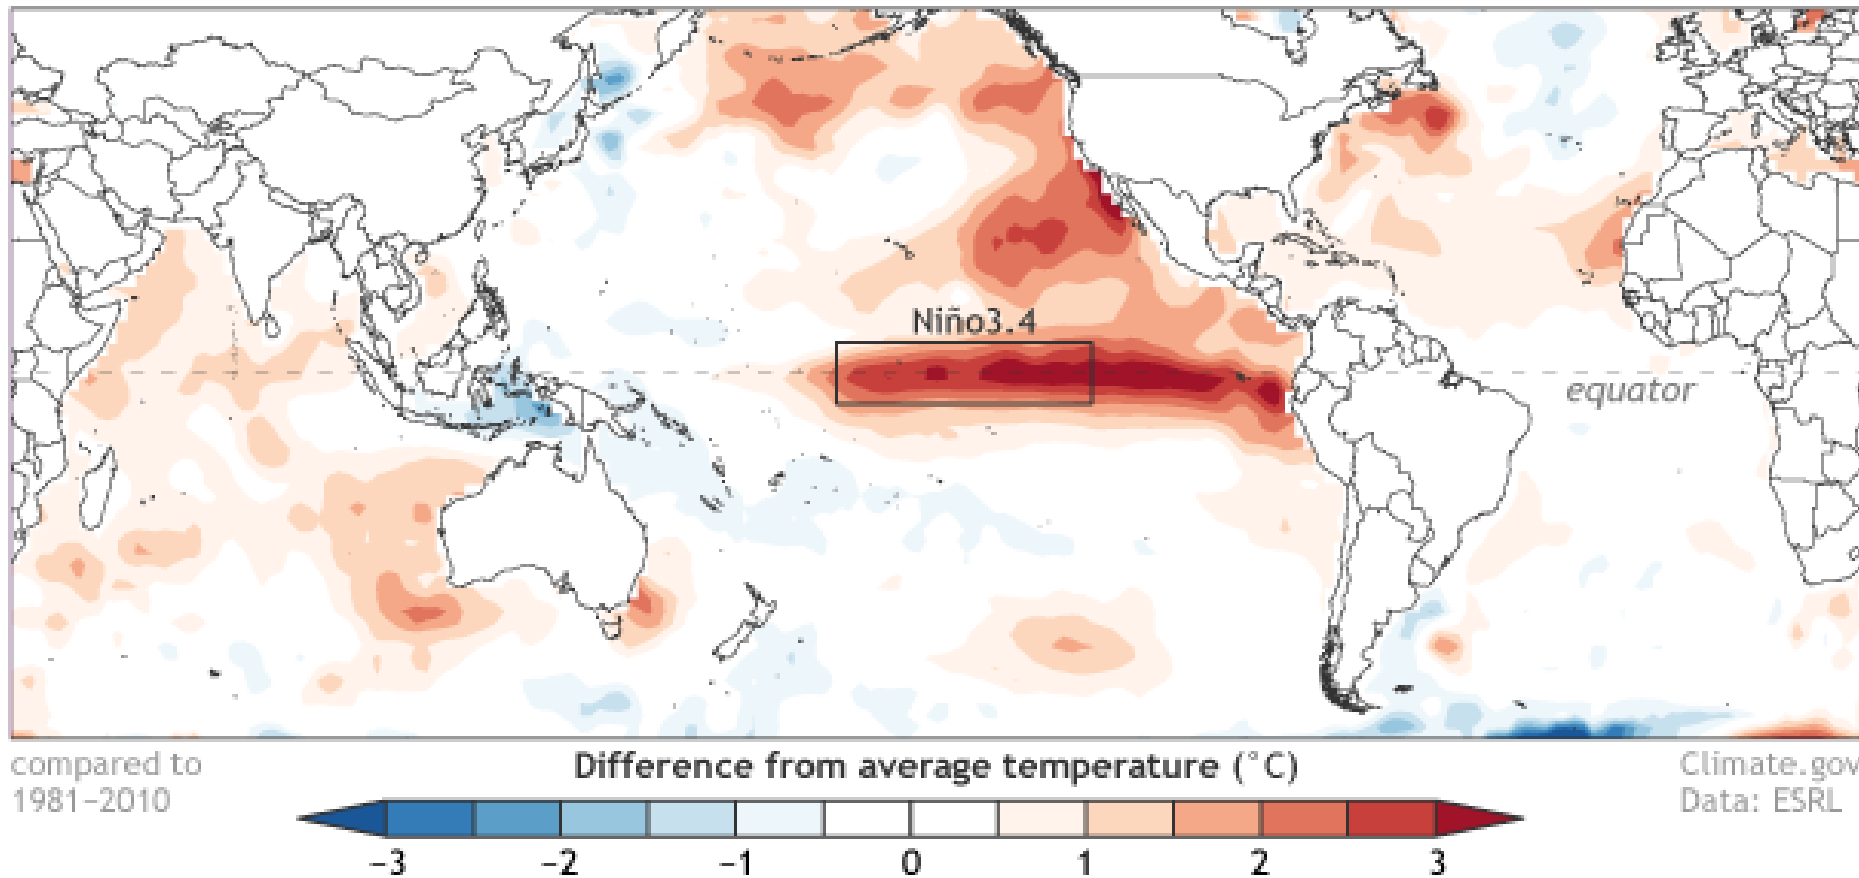 Niño3.4
equator
compared to
1981–2010
Difference from average temperature (°C)
Climate.gov
Data: ESRL
−3 −2 −1 0 1 2 3